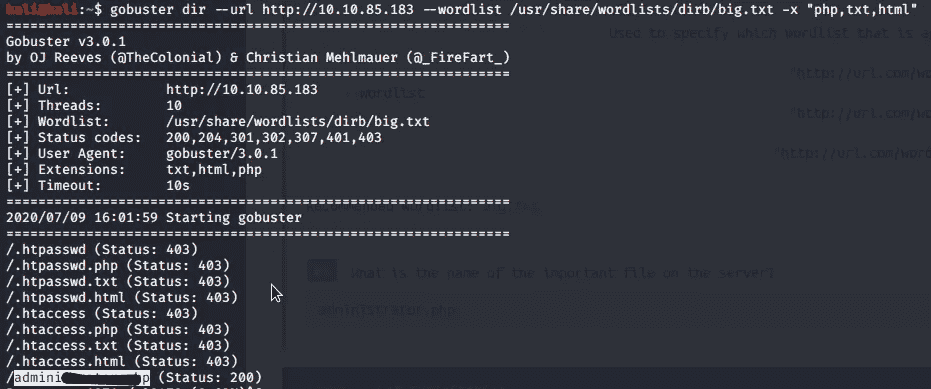 kali@kali:~$ gobuster dir --url http://10.10.85.183 --wordlist /usr/share/wordlists/dirb/big.txt -x "php,txt,html"
Used to specify which wordlist that is
===============================================================
Gobuster v3.0.1
by OJ Reeves (@TheColonial) & Christian Mehlmauer (@_FireFart_)
===============================================================
[+] Url: http://10.10.85.183
--wordlist
"http://url.com/wo
[+] Threads: 10
[+] Wordlist: /usr/share/wordlists/dirb/big.txt
"http://url.com/wo
[+] Status codes: 200,204,301,302,307,401,403
[+] User Agent: gobuster/3.0.1
"http://url.com/word
[+] Extensions: txt,html,php
[+] Timeout: 10s
===============================================================
2020/07/09 16:01:59 Starting gobuster
===============================================================
/.htpasswd (Status: 403)
/.htpasswd.php (Status: 403)
What is the name of the important file on the server?
/.htpasswd.txt (Status: 403)
/.htpasswd.html (Status: 403)
/.htaccess (Status: 403)
administrator.php
/.htaccess.php (Status: 403)
/.htaccess.txt (Status: 403)
/.htaccess.html (Status: 403)
/admini p (Status: 200)